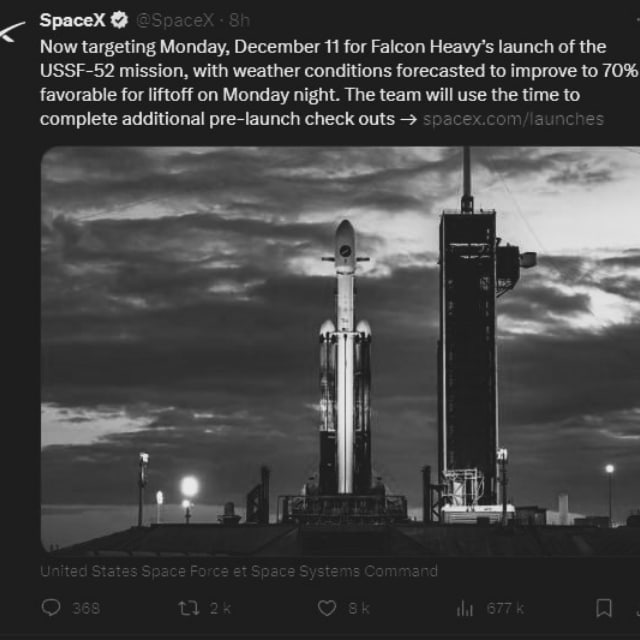 SpaceX @SpaceX · 8h
Now targeting Monday, December 11 for Falcon Heavy's launch of the
USSF-52 mission, with weather conditions forecasted to improve to 70%
favorable for liftoff on Monday night. The team will use the time to
complete additional pre-launch check outs → spacex.com/launches
United States Space Force et Space Systems Command
368 2 k 8 k 677 k